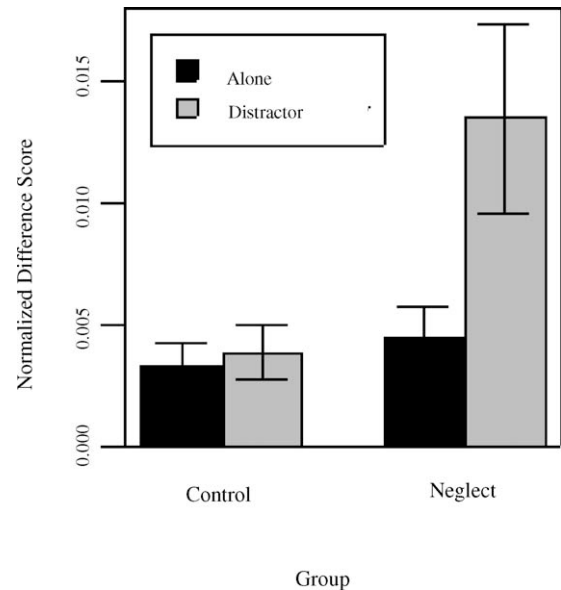 Normalized Difference Score
0.015
0.010
0.005
0.000
Alone
Distractor
Control
Neglect
Group